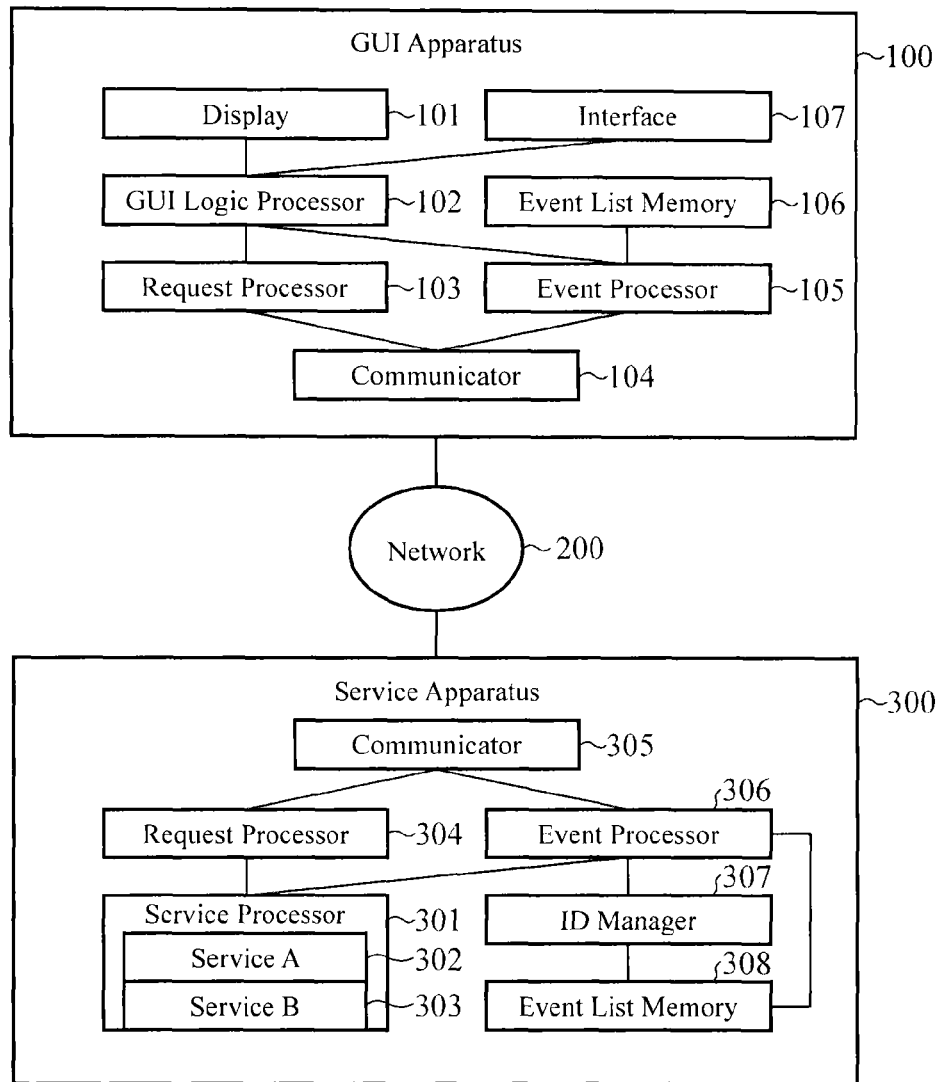 GUI Apparatus
100
Display
101
Interface
107
GUI Logic Processor
102
Event List Memory
106
Request Processor
103
Event Processor
105
Communicator
104
Network
200
Service Apparatus
300
Communicator
305
306
Request Processor
304
Event Processor
307
Service Processor
301
ID Manager
Service A
302
308
Service B
303
Event List Memory